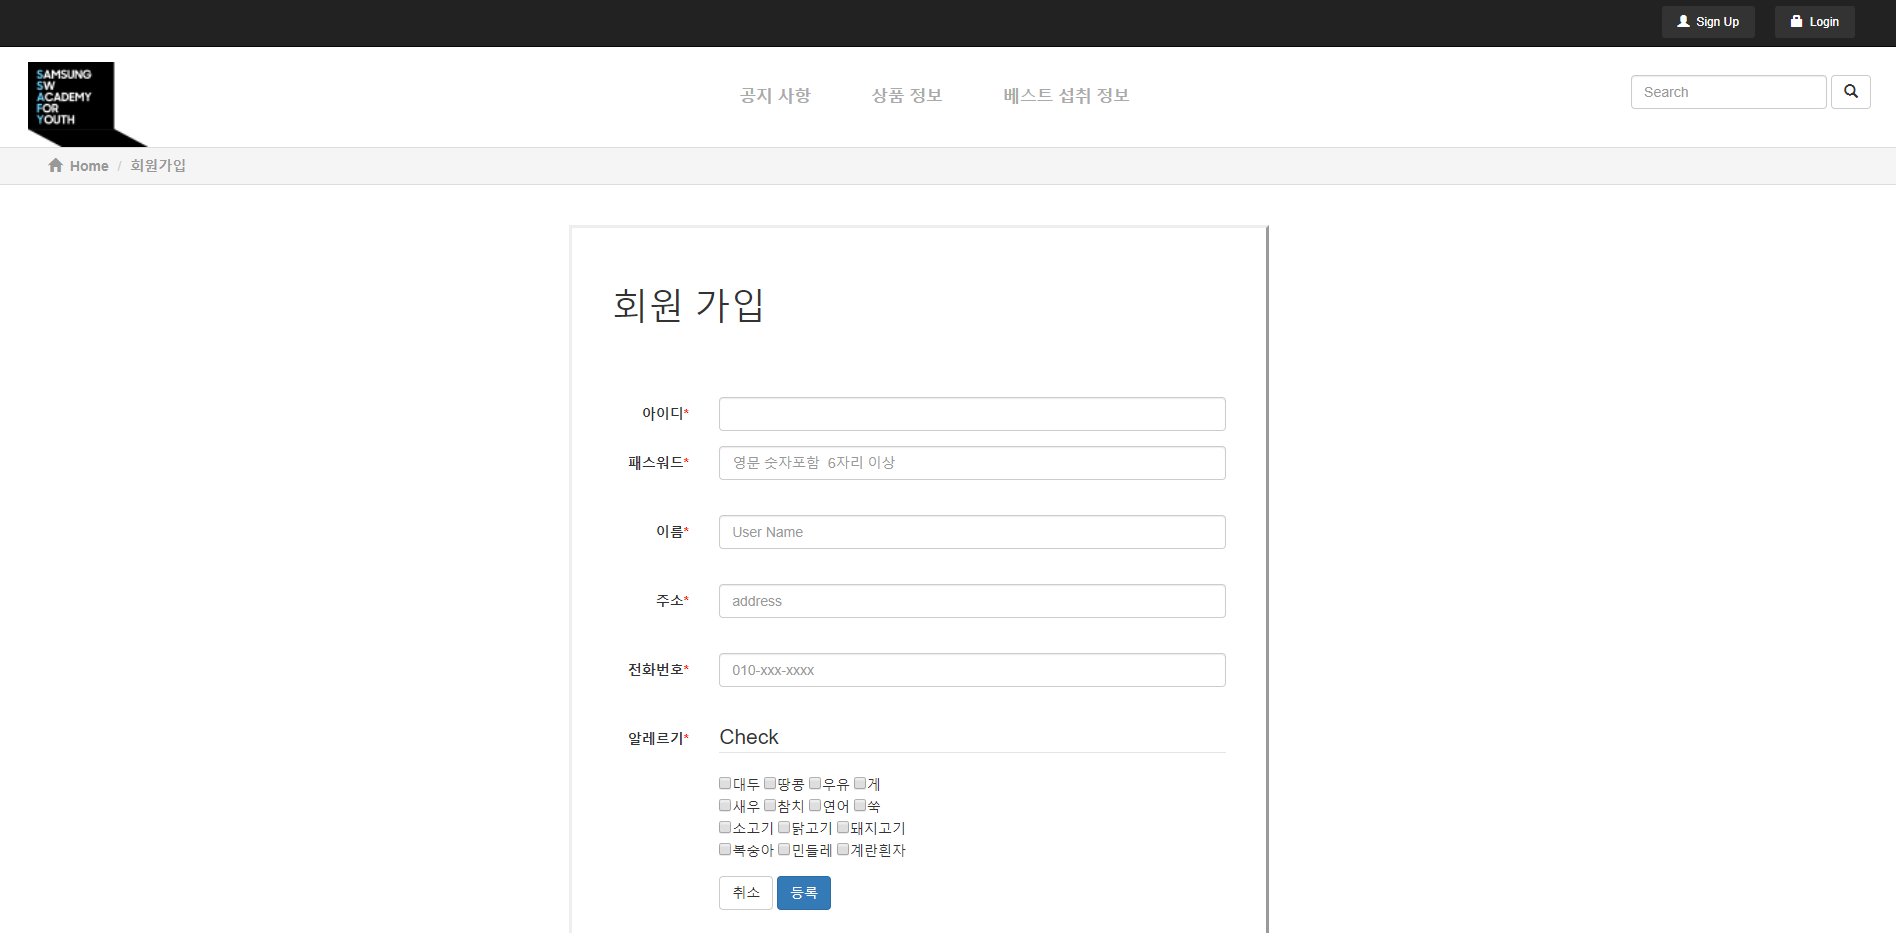 Sign Up Login
SAMSUNG
SW
ACADEMY
FOR
YOUTH
공지 사항 상품 정보 베스트 섭취 정보
Search
Home / 회원가입
회원 가입
아이디*
패스워드* 영문 숫자포함 6자리 이상
이름* User Name
주소* address
전화번호* 010-xxx-xxxx
알레르기* Check
대두 땅콩 우유 게
새우 참치 연어 쑥
소고기 닭고기 돼지고기
복숭아 민들레 계란흰자
취소 등록